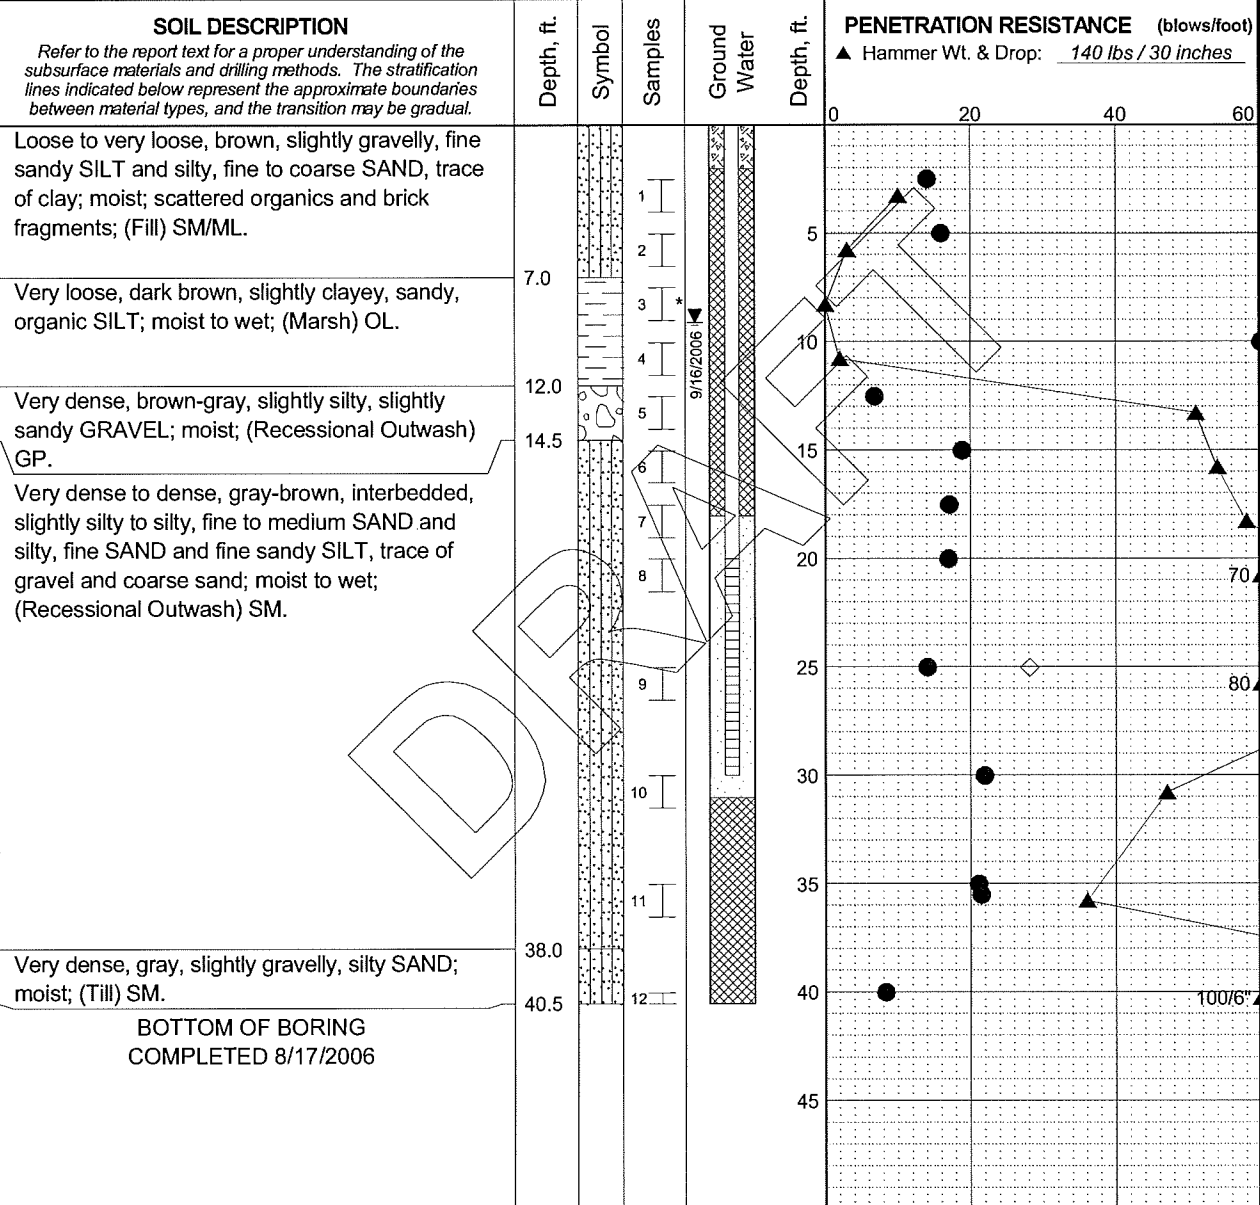 SOIL DESCRIPTION
Refer to the report text for a proper understanding of the
subsurface materials and drilling methods. The stratification
lines indicated below represent the approximate boundaries
between material types, and the transition may be gradual.
Depth, ft.
Symbol
Samples
Ground
Water
Depth, ft.
PENETRATION RESISTANCE (blows/foot)
▲ Hammer Wt. & Drop: 140 lbs / 30 inches
0 20 40 60
Loose to very loose, brown, slightly gravelly, fine
sandy SILT and silty, fine to coarse SAND, trace
of clay; moist; scattered organics and brick
fragments; (Fill) SM/ML.
7.0
Very loose, dark brown, slightly clayey, sandy,
organic SILT; moist to wet; (Marsh) OL.
12.0
Very dense, brown-gray, slightly silty, slightly
sandy GRAVEL; moist; (Recessional Outwash)
GP.
14.5
Very dense to dense, gray-brown, interbedded,
slightly silty to silty, fine to medium SAND and
silty, fine SAND and fine sandy SILT, trace of
gravel and coarse sand; moist to wet;
(Recessional Outwash) SM.
38.0
Very dense, gray, slightly gravelly, silty SAND;
moist; (Till) SM.
40.5
BOTTOM OF BORING
COMPLETED 8/17/2006
1
2
3 *
4
5
6
7
8
9
10
11
12
9/16/2006
5
10
15
20
25
30
35
40
45
70
80
100/6"
DRAFT